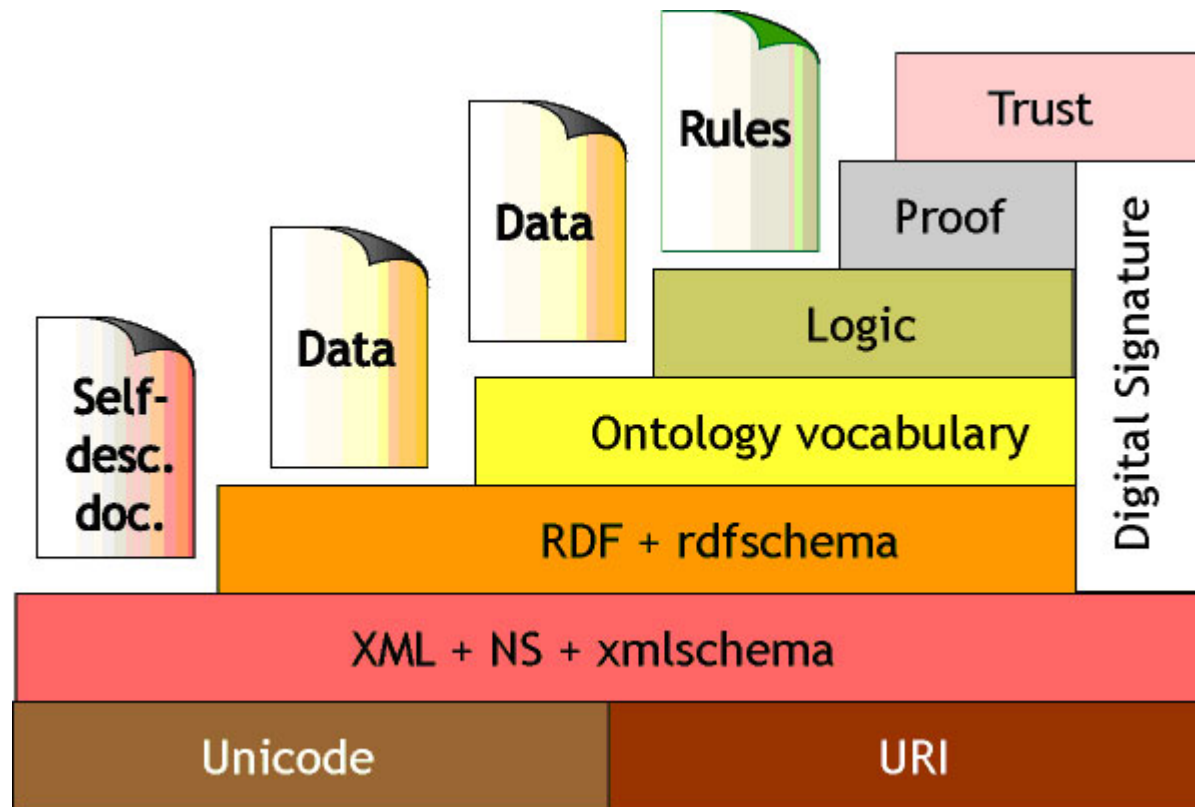 Rules
Trust
Data
Proof
Data
Logic
Self-
desc.
doc.
Ontology vocabulary
Digital Signature
RDF + rdfschema
XML + NS + xmlschema
Unicode
URI